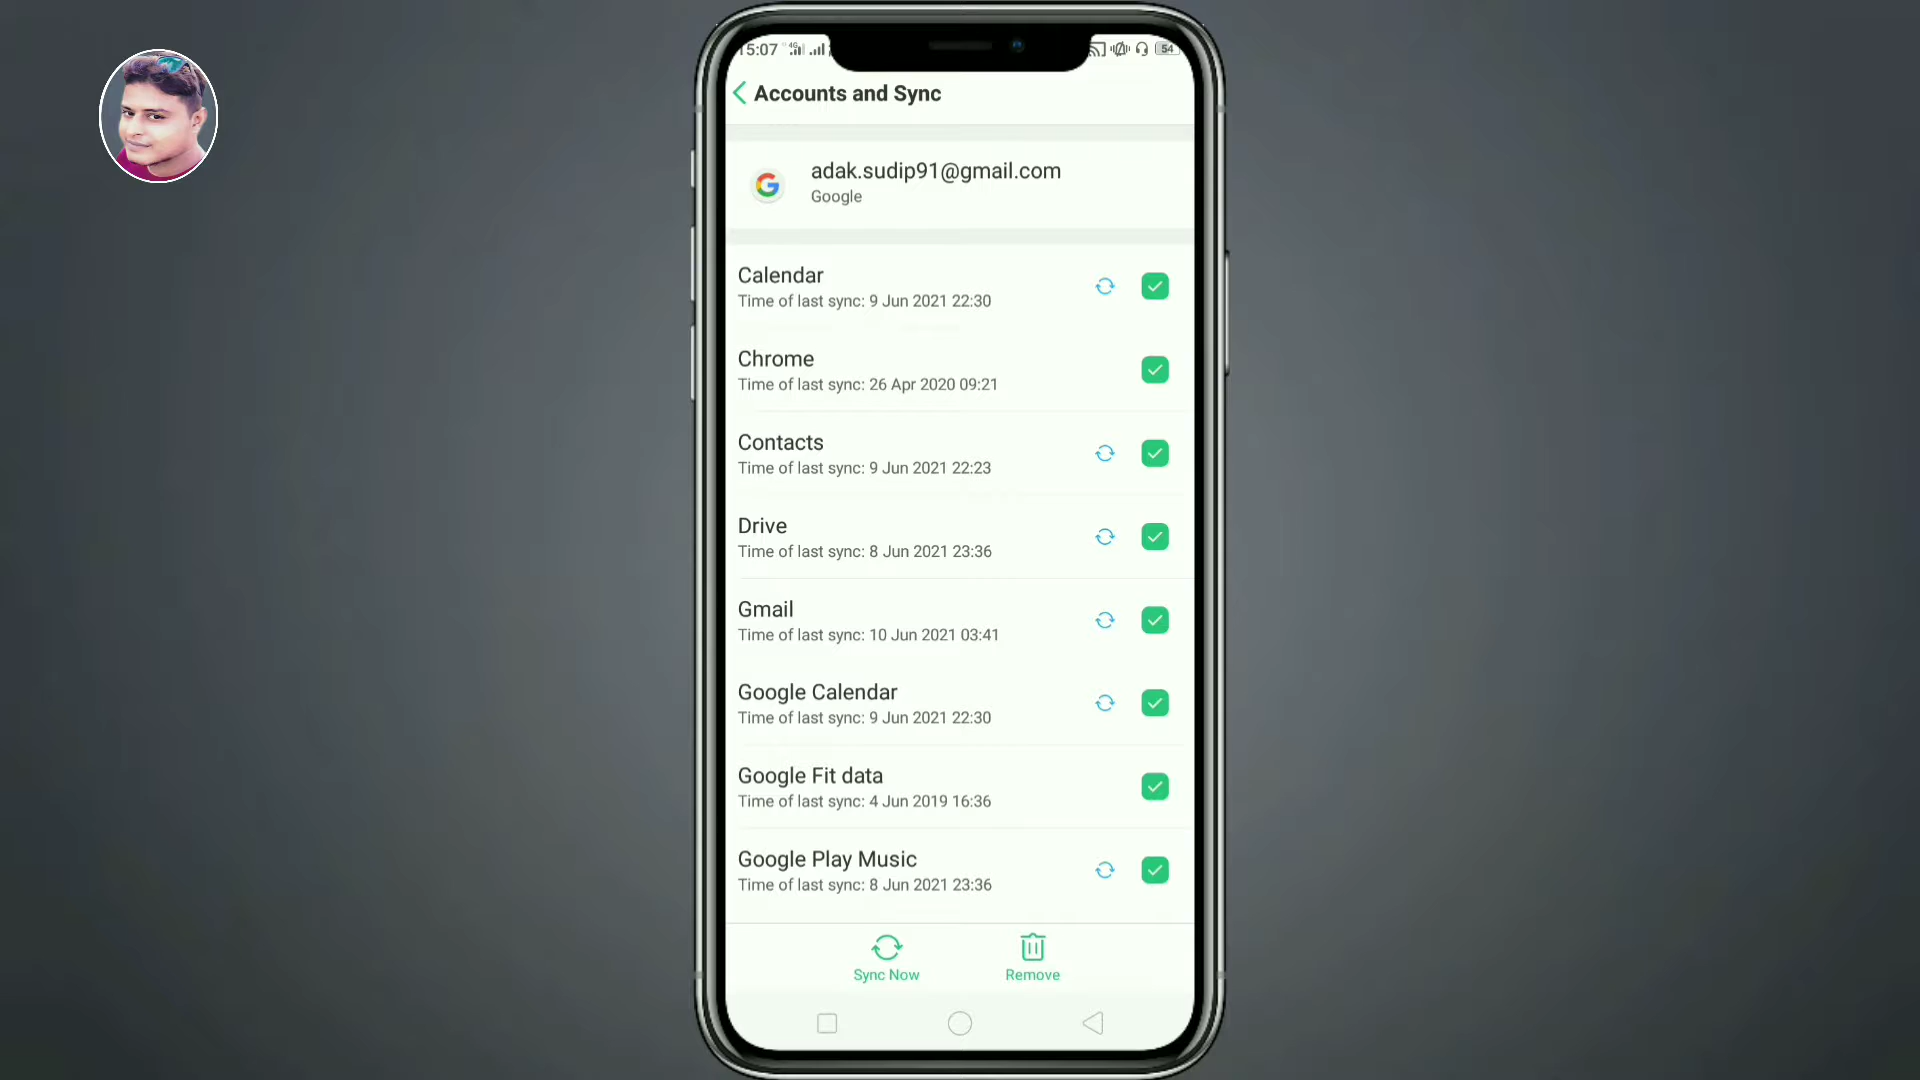 15:07 4G 54
Accounts and Sync
adak.sudip91@gmail.com
Google
Calendar
Time of last sync: 9 Jun 2021 22:30
Chrome
Time of last sync: 26 Apr 2020 09:21
Contacts
Time of last sync: 9 Jun 2021 22:23
Drive
Time of last sync: 8 Jun 2021 23:36
Gmail
Time of last sync: 10 Jun 2021 03:41
Google Calendar
Time of last sync: 9 Jun 2021 22:30
Google Fit data
Time of last sync: 4 Jun 2019 16:36
Google Play Music
Time of last sync: 8 Jun 2021 23:36
Sync Now Remove